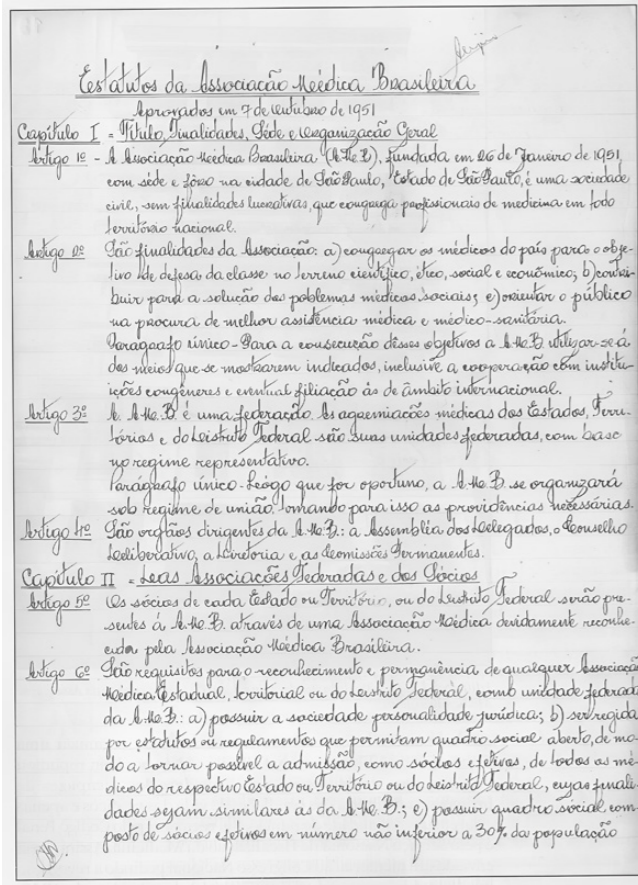 Estatutos da Associação Médica Brasileira
Aprovados em 7 de Outubro de 1951
Capítulo I = Título, Finalidades, Séde e Organização Geral
Artigo 1º - A Associação Médica Brasileira (A.M.B), fundada em 26 de Janeiro de 1951
com séde e fôro na cidade de São Paulo, Estado de São Paulo, é uma sociedade
civil, sem finalidades lucrativas, que congrega profissionais de medicina em todo
território nacional.
Artigo 2º São finalidades da Associação: a) congregar os médicos do país para o obje-
tivo de defesa da classe no terreno científico, ético, social e econômico; b) contri-
buir para a solução dos problemas médicos sociais; c) orientar o público
na procura de melhor assistência médica e médico-sanitária.
Parágrafo único - Para a consecução dêsses objetivos a A.M.B. utilizar-se-á
dos meios que se mostrarem indicados, inclusive a cooperação com institu-
ições congêneres e eventual filiação às de âmbito internacional.
Artigo 3º A A.M.B. é uma federação. As agremiações médicas dos Estados, Terri-
tórios e do Distrito Federal são suas unidades federadas, com base
no regime representativo.
Parágrafo único - Lôgo que for oportuno, a A.M.B. se organizará
sob regime de união, tomando para isso as providências necessárias.
Artigo 4º São orgãos dirigentes da A.M.B.: a Assembléia dos Delegados, o Conselho
Deliberativo, a Diretoria e as Comissões Permanentes.
Capítulo II = Das Associações Federadas e dos Sócios
Artigo 5º Os sócios de cada Estado ou Território, ou do Distrito Federal serão pre-
sentes à A.M.B. através de uma Associação Médica devidamente reconhe-
cida pela Associação Médica Brasileira.
Artigo 6º São requisitos para o reconhecimento e permanência de qualquer Associação
Médica Estadual, territorial ou do Distrito Federal, como unidade federada
da A.M.B.: a) possuir a sociedade personalidade jurídica; b) ser regida
por estatutos ou regulamentos que permitam quadro social aberto, de mo-
do a tornar possível a admissão, como sócios efetivos, de todos os mé-
dicos do respectivo Estado ou Território ou do Distrito Federal, cujas finali-
dades sejam similares às da A.M.B.; c) possuir quadro social com-
posto de sócios efetivos em número não inferior a 30% da população